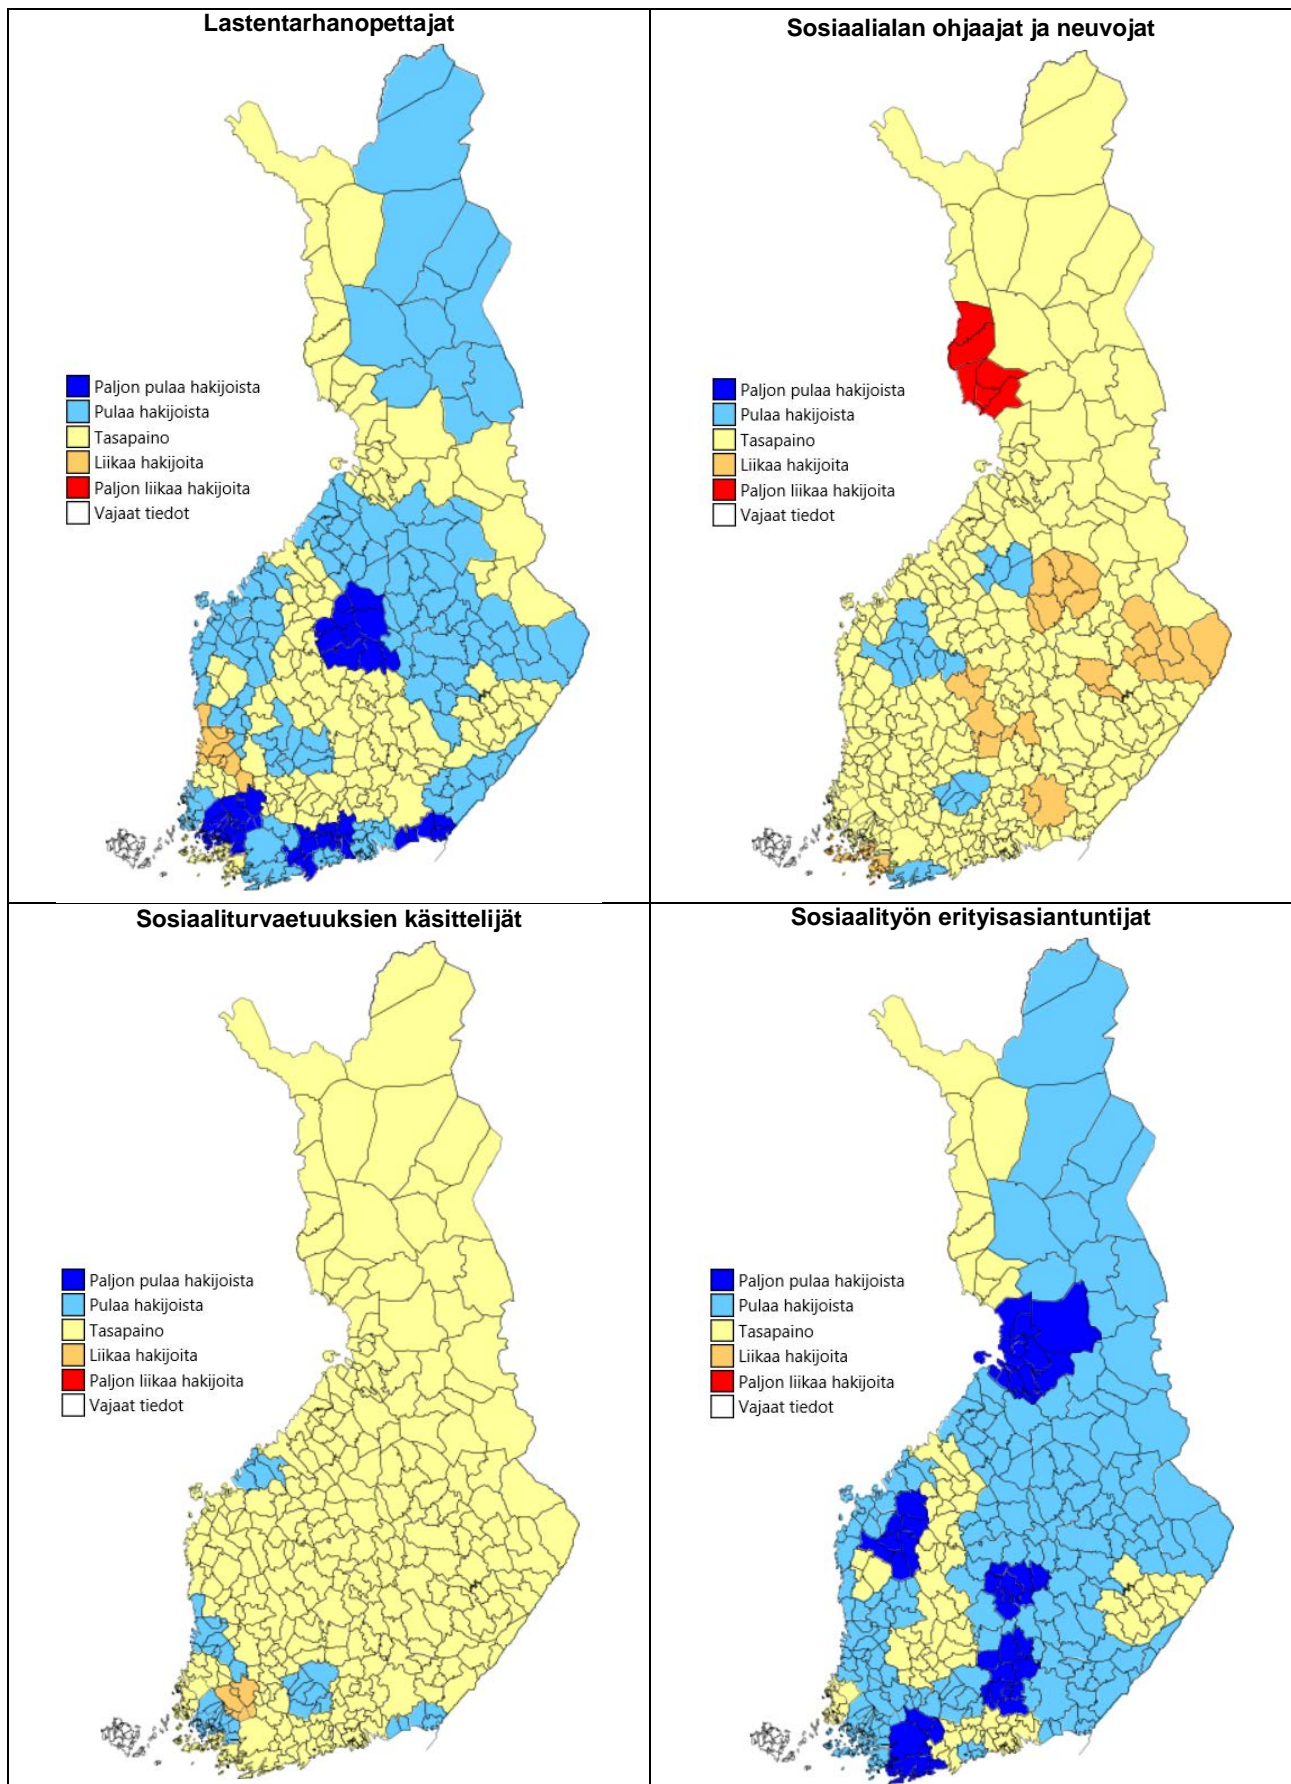 Lastentarhanopettajat
Paljon pulaa hakijoista
Pulaa hakijoista
Tasapaino
Liikaa hakijoita
Paljon liikaa hakijoita
Vajaat tiedot
Sosiaalialan ohjaajat ja neuvojat
Paljon pulaa hakijoista
Pulaa hakijoista
Tasapaino
Liikaa hakijoita
Paljon liikaa hakijoita
Vajaat tiedot
Sosiaaliturvaetuuksien käsittelijät
Paljon pulaa hakijoista
Pulaa hakijoista
Tasapaino
Liikaa hakijoita
Paljon liikaa hakijoita
Vajaat tiedot
Sosiaalityön erityisasiantuntijat
Paljon pulaa hakijoista
Pulaa hakijoista
Tasapaino
Liikaa hakijoita
Paljon liikaa hakijoita
Vajaat tiedot